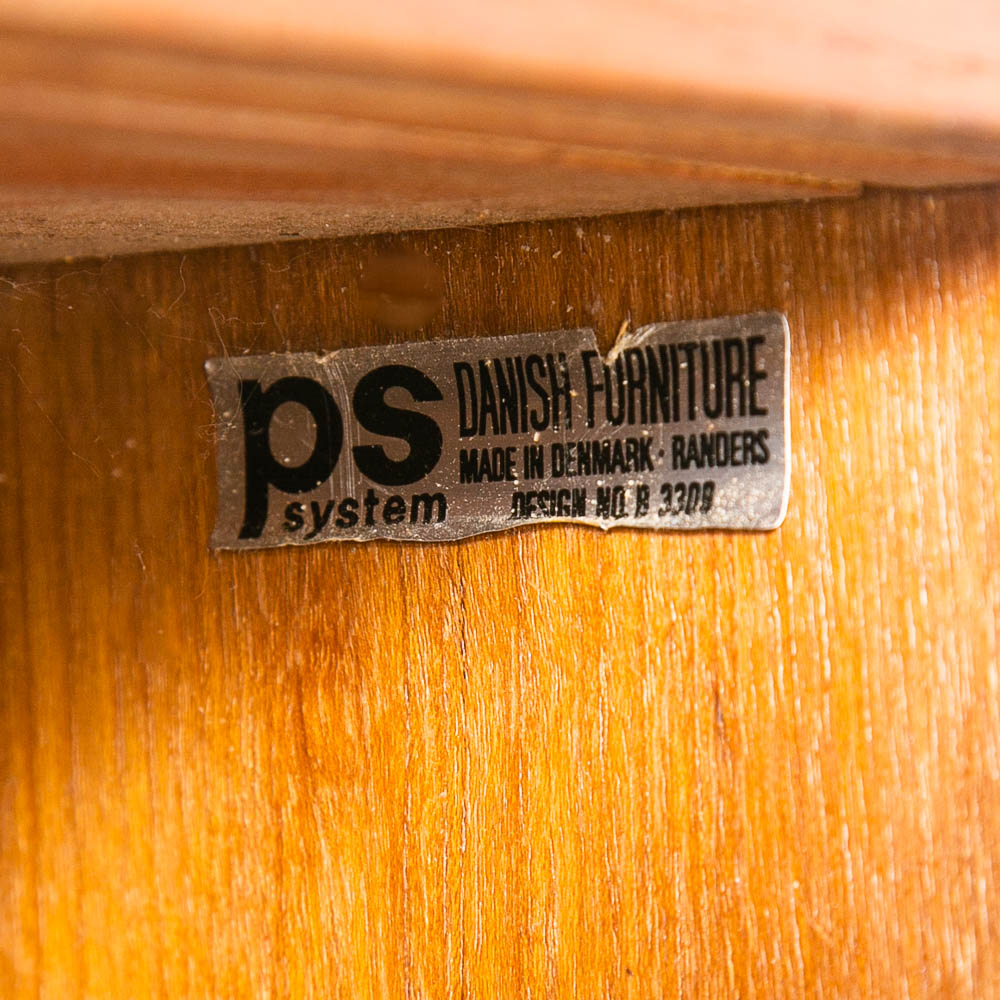 ps
system
DANISH FURNITURE
MADE IN DENMARK · RANDERS
DESIGN NO. B 3309